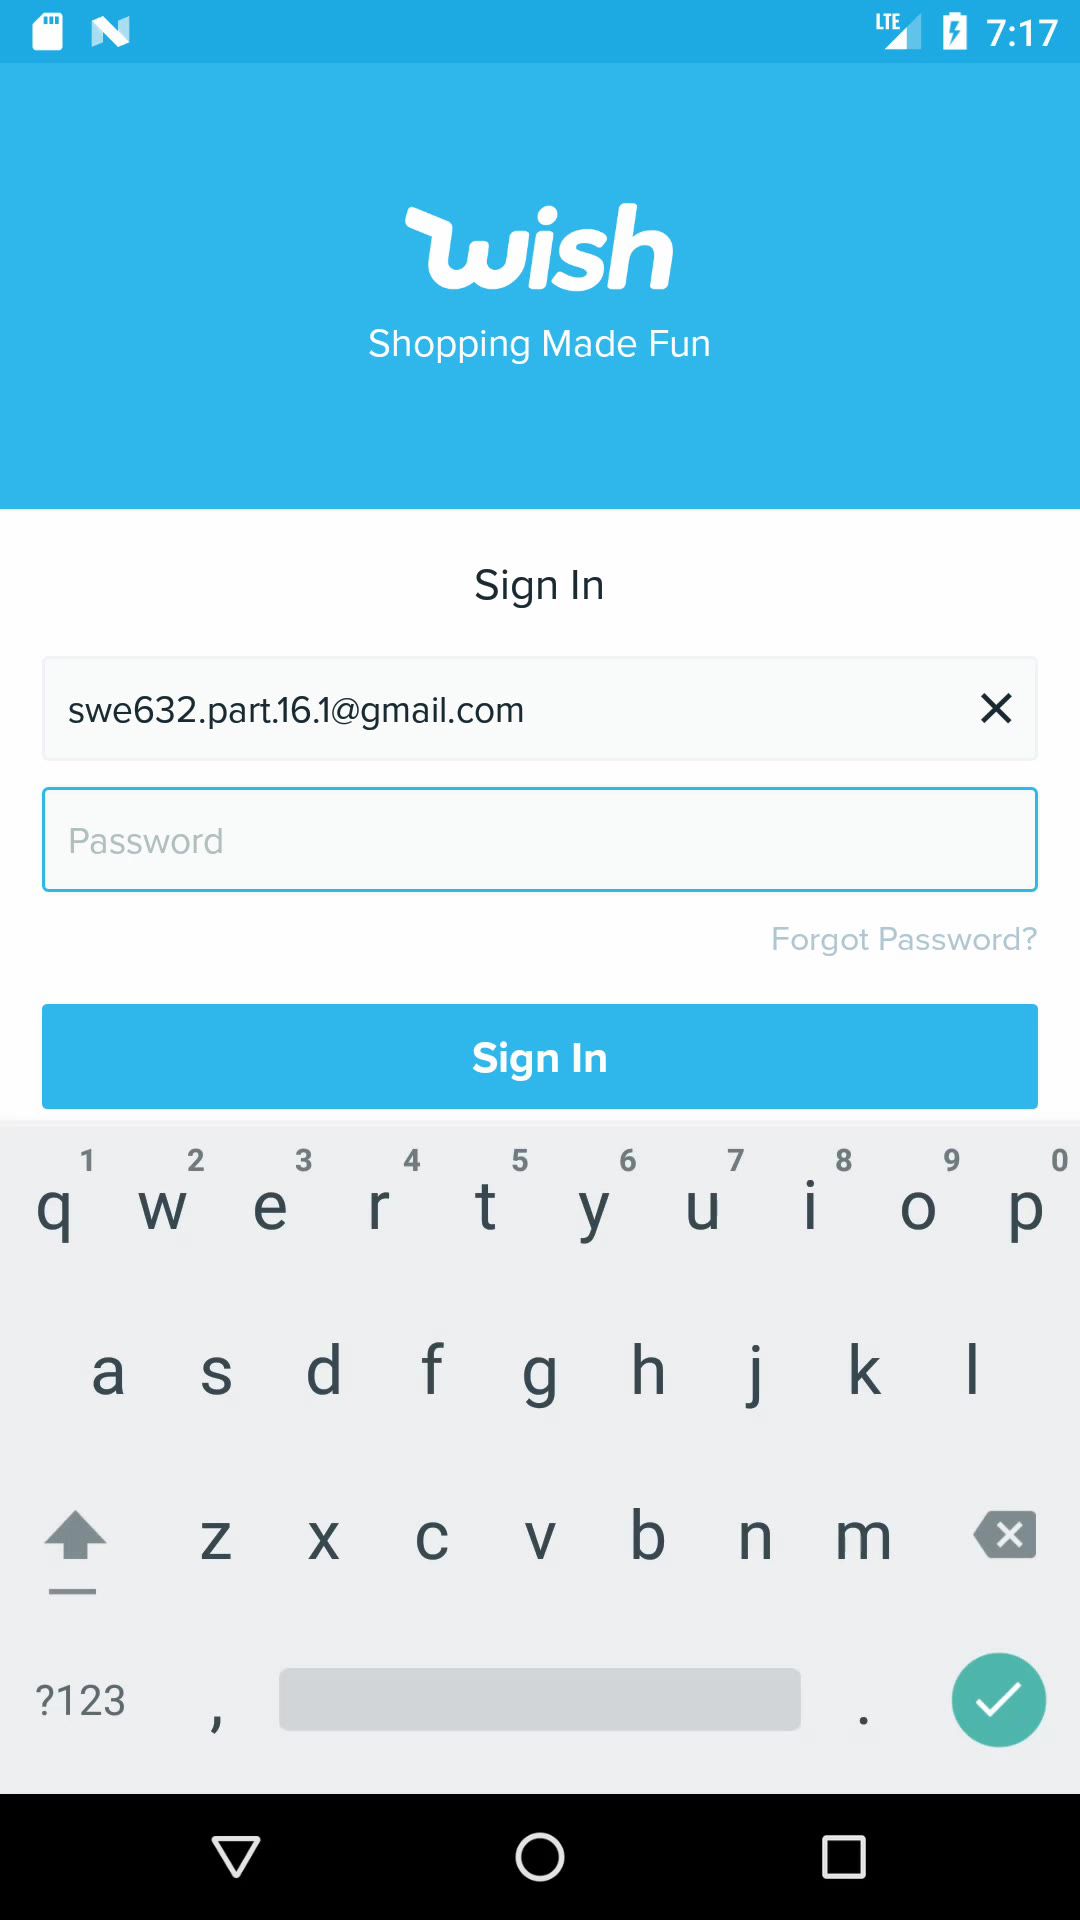 LTE 7:17
wish
Shopping Made Fun
Sign In
swe632.part.16.1@gmail.com
Password
Forgot Password?
Sign In
1 2 3 4 5 6 7 8 9 0
q w e r t y u i o p
a s d f g h j k l
z x c v b n m
?123 , .